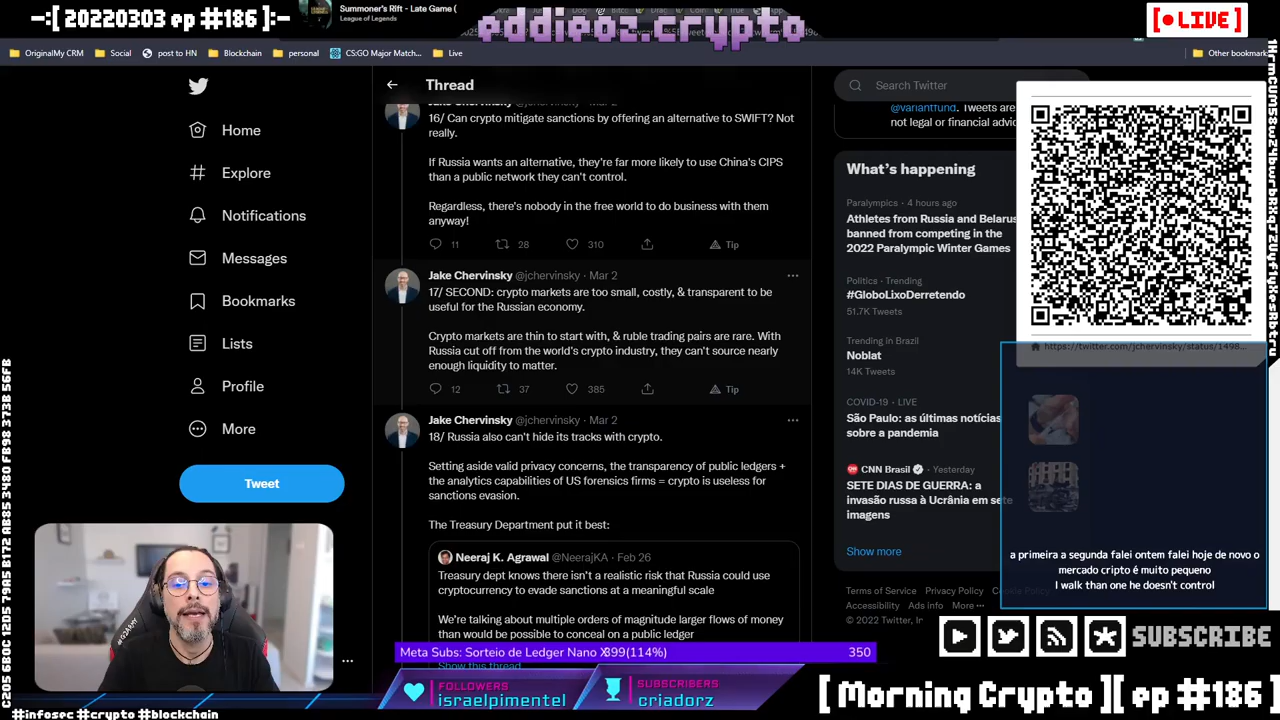 -:[ 20220303 ep #186 ]:-
Summoner's Rift - Late Game (
League of Legends
eddieoz.crypto
[ LIVE ]
OriginalMy CRM
Social
post to HN
Blockchain
personal
CS:GO Major Match...
Live
Other bookmark
Thread
Search Twitter
Home
Explore
Notifications
Messages
Bookmarks
Lists
Profile
More
Tweet
Jake Chervinsky @jchervinsky · Mar 2
16/ Can crypto mitigate sanctions by offering an alternative to SWIFT? Not
really.
If Russia wants an alternative, they're far more likely to use China's CIPS
than a public network they can't control.
Regardless, there's nobody in the free world to do business with them
anyway!
11 28 310 Tip
Jake Chervinsky @jchervinsky · Mar 2
17/ SECOND: crypto markets are too small, costly, & transparent to be
useful for the Russian economy.
Crypto markets are thin to start with, & ruble trading pairs are rare. With
Russia cut off from the world's crypto industry, they can't source nearly
enough liquidity to matter.
12 37 385 Tip
Jake Chervinsky @jchervinsky · Mar 2
18/ Russia also can't hide its tracks with crypto.
Setting aside valid privacy concerns, the transparency of public ledgers +
the analytics capabilities of US forensics firms = crypto is useless for
sanctions evasion.
The Treasury Department put it best:
Neeraj K. Agrawal @NeerajKA · Feb 26
Treasury dept knows there isn't a realistic risk that Russia could use
cryptocurrency to evade sanctions at a meaningful scale
We're talking about multiple orders of magnitude larger flows of money
than would be possible to conceal on a public ledger
Show this thread
@variantfund. Tweets are
not legal or financial advic
What's happening
Paralympics · 4 hours ago
Athletes from Russia and Belarus
banned from competing in the
2022 Paralympic Winter Games
Politics · Trending
#GloboLixoDerretendo
51.7K Tweets
Trending in Brazil
Noblat
14K Tweets
COVID-19 · LIVE
São Paulo: as últimas notícias
sobre a pandemia
CNN Brasil · Yesterday
SETE DIAS DE GUERRA: a
invasão russa à Ucrânia em sete
imagens
Show more
Terms of Service Privacy Policy
Accessibility Ads info More ···
© 2022 Twitter, In
https://twitter.com/jchervinsky/status/1498...
a primeira a segunda falei ontem falei hoje de novo o
mercado cripto é muito pequeno
I walk than one he doesn't control
SUBSCRIBE
Meta Subs: Sorteio de Ledger Nano X
399(114%)
350
FOLLOWERS
israelpimentel
SUBSCRIBERS
criadorz
[ Morning Crypto ][ ep #186 ]
#infosec #crypto #blockchain